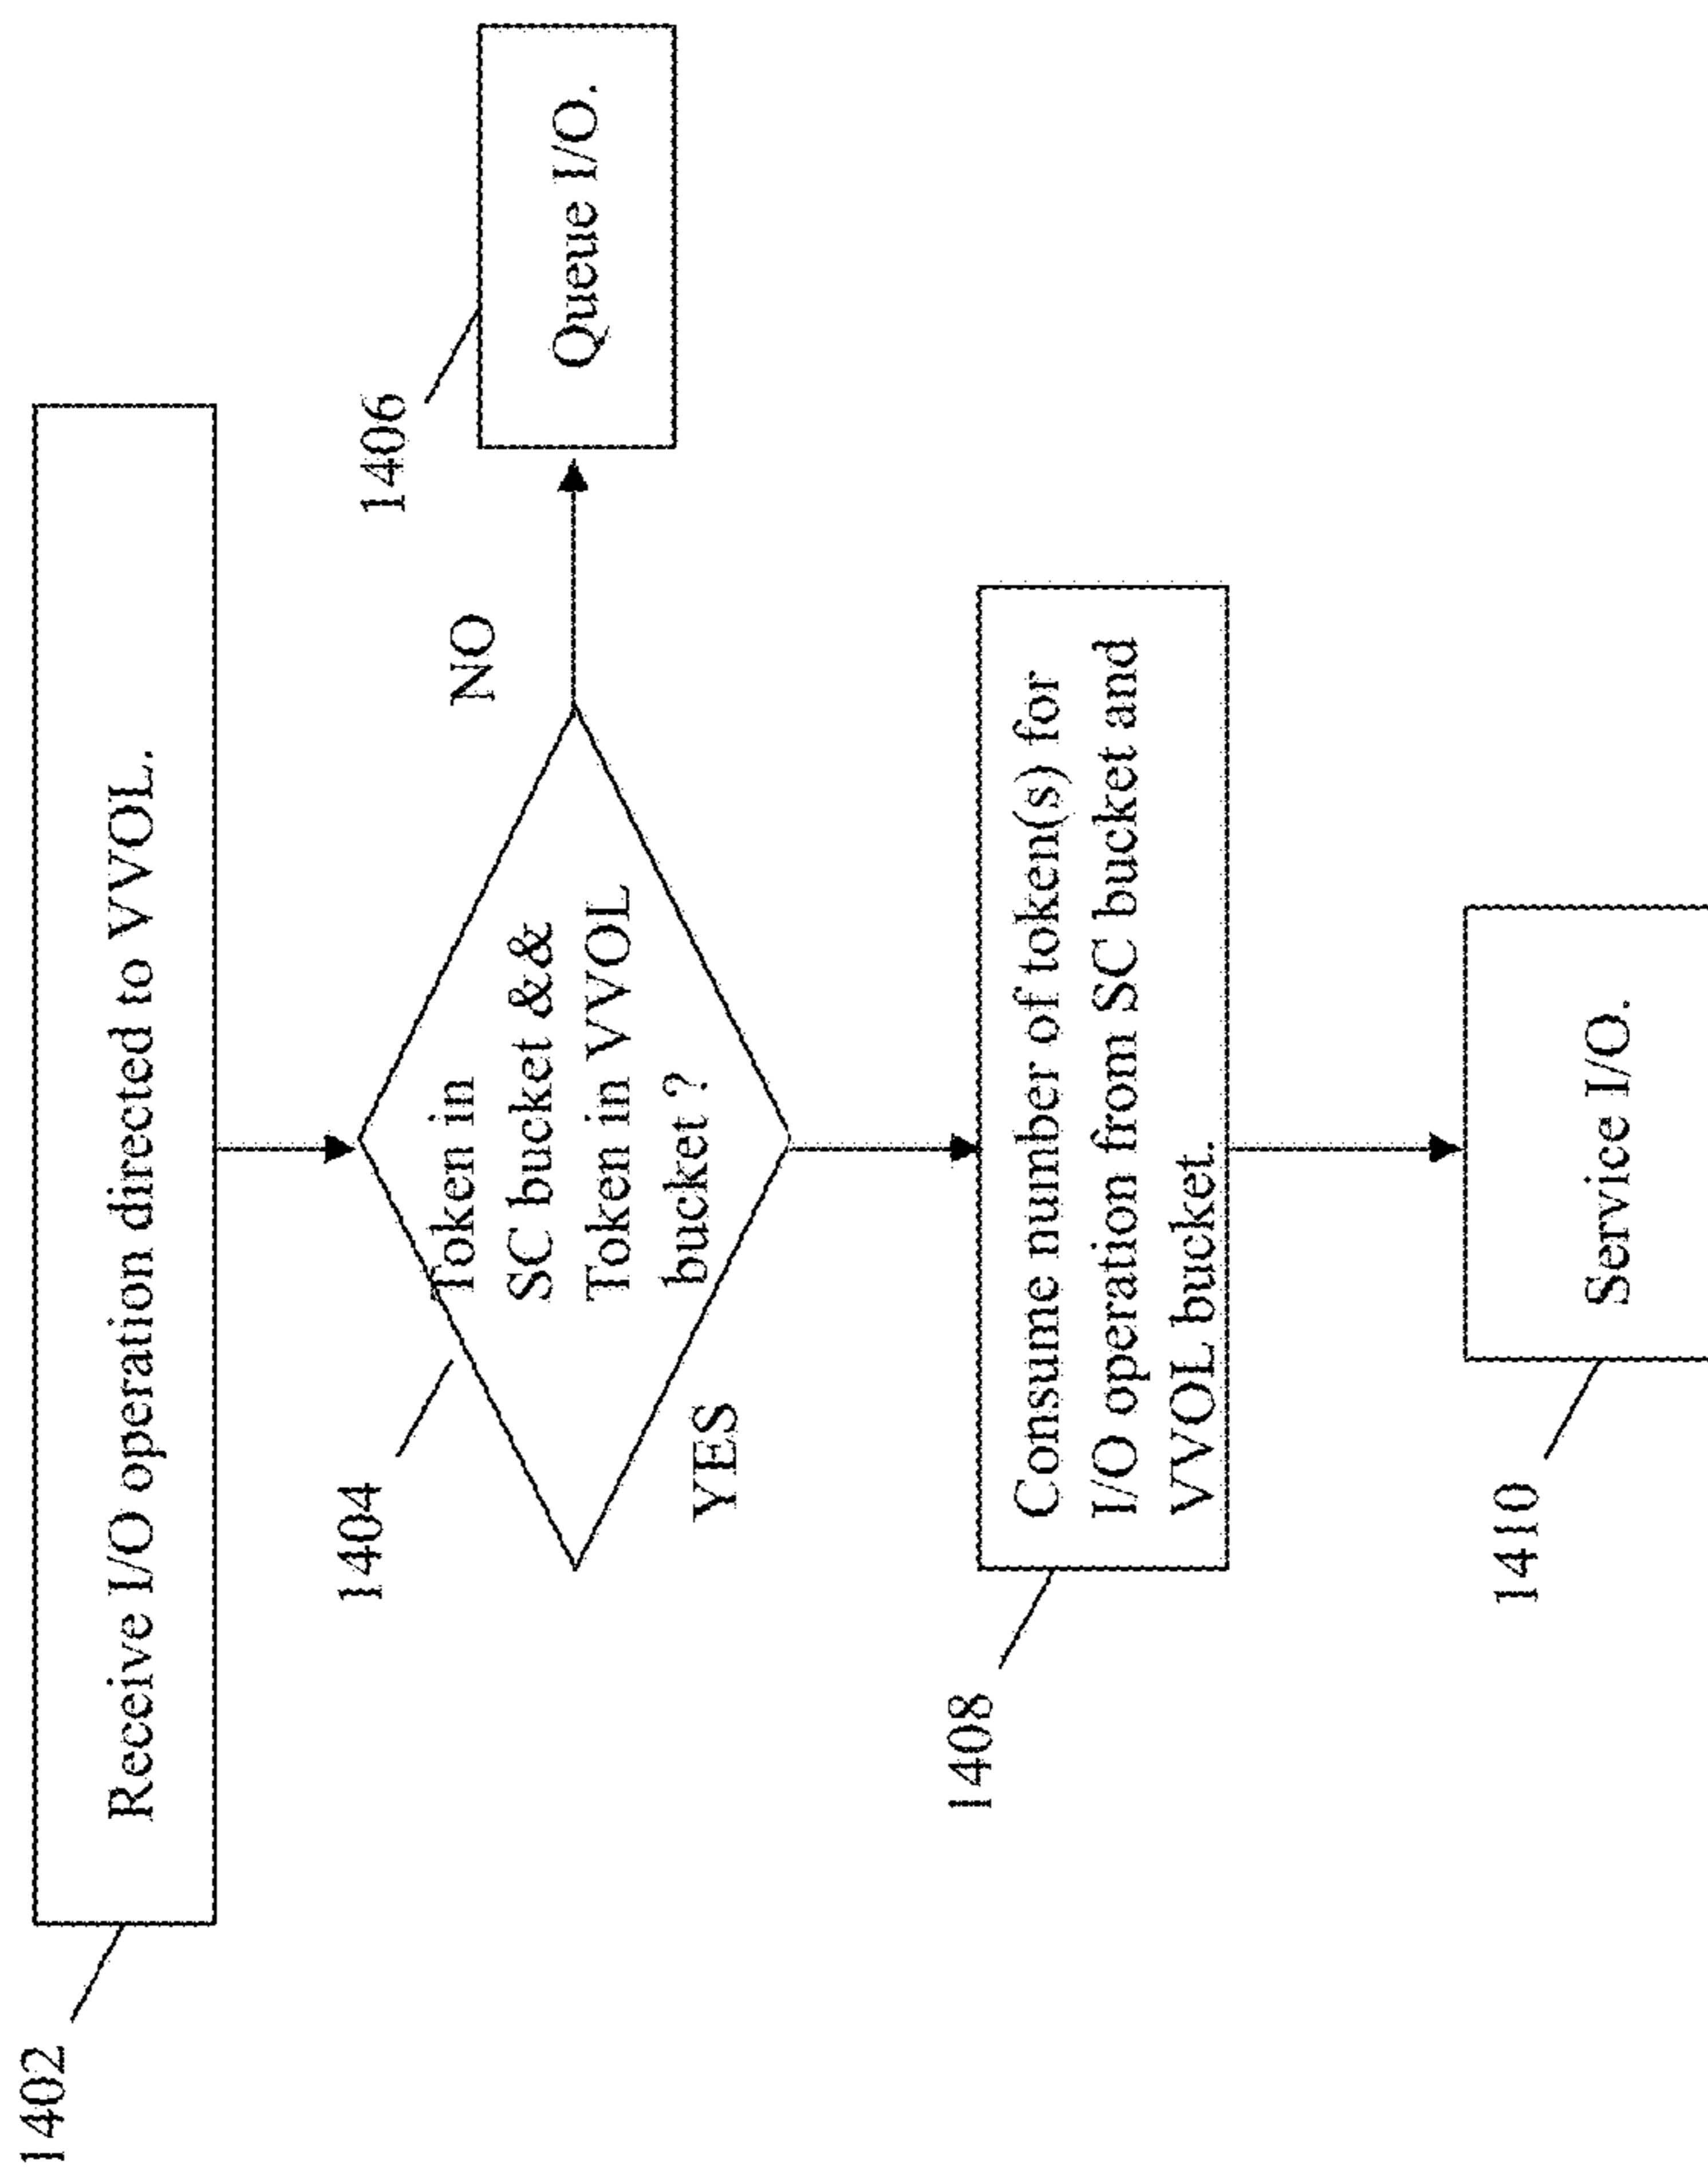 1402
Receive I/O operation directed to VVOL.
1404
Token in
SC bucket &&
Token in VVOL
bucket ?
NO
1406
Queue I/O.
YES
1408
Consume number of token(s) for
I/O operation from SC bucket and
VVOL bucket.
1410
Service I/O.